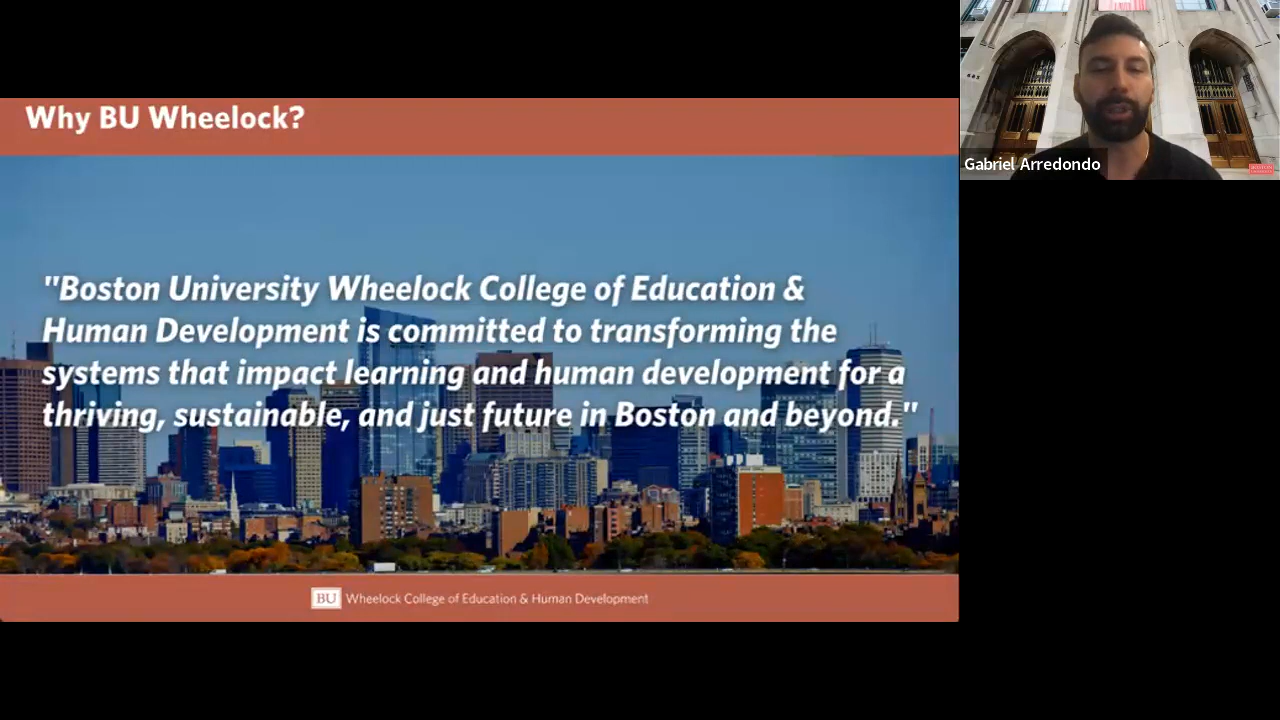 Why BU Wheelock?
"Boston University Wheelock College of Education &
Human Development is committed to transforming the
systems that impact learning and human development for a
thriving, sustainable, and just future in Boston and beyond."
BU Wheelock College of Education & Human Development
Gabriel Arredondo